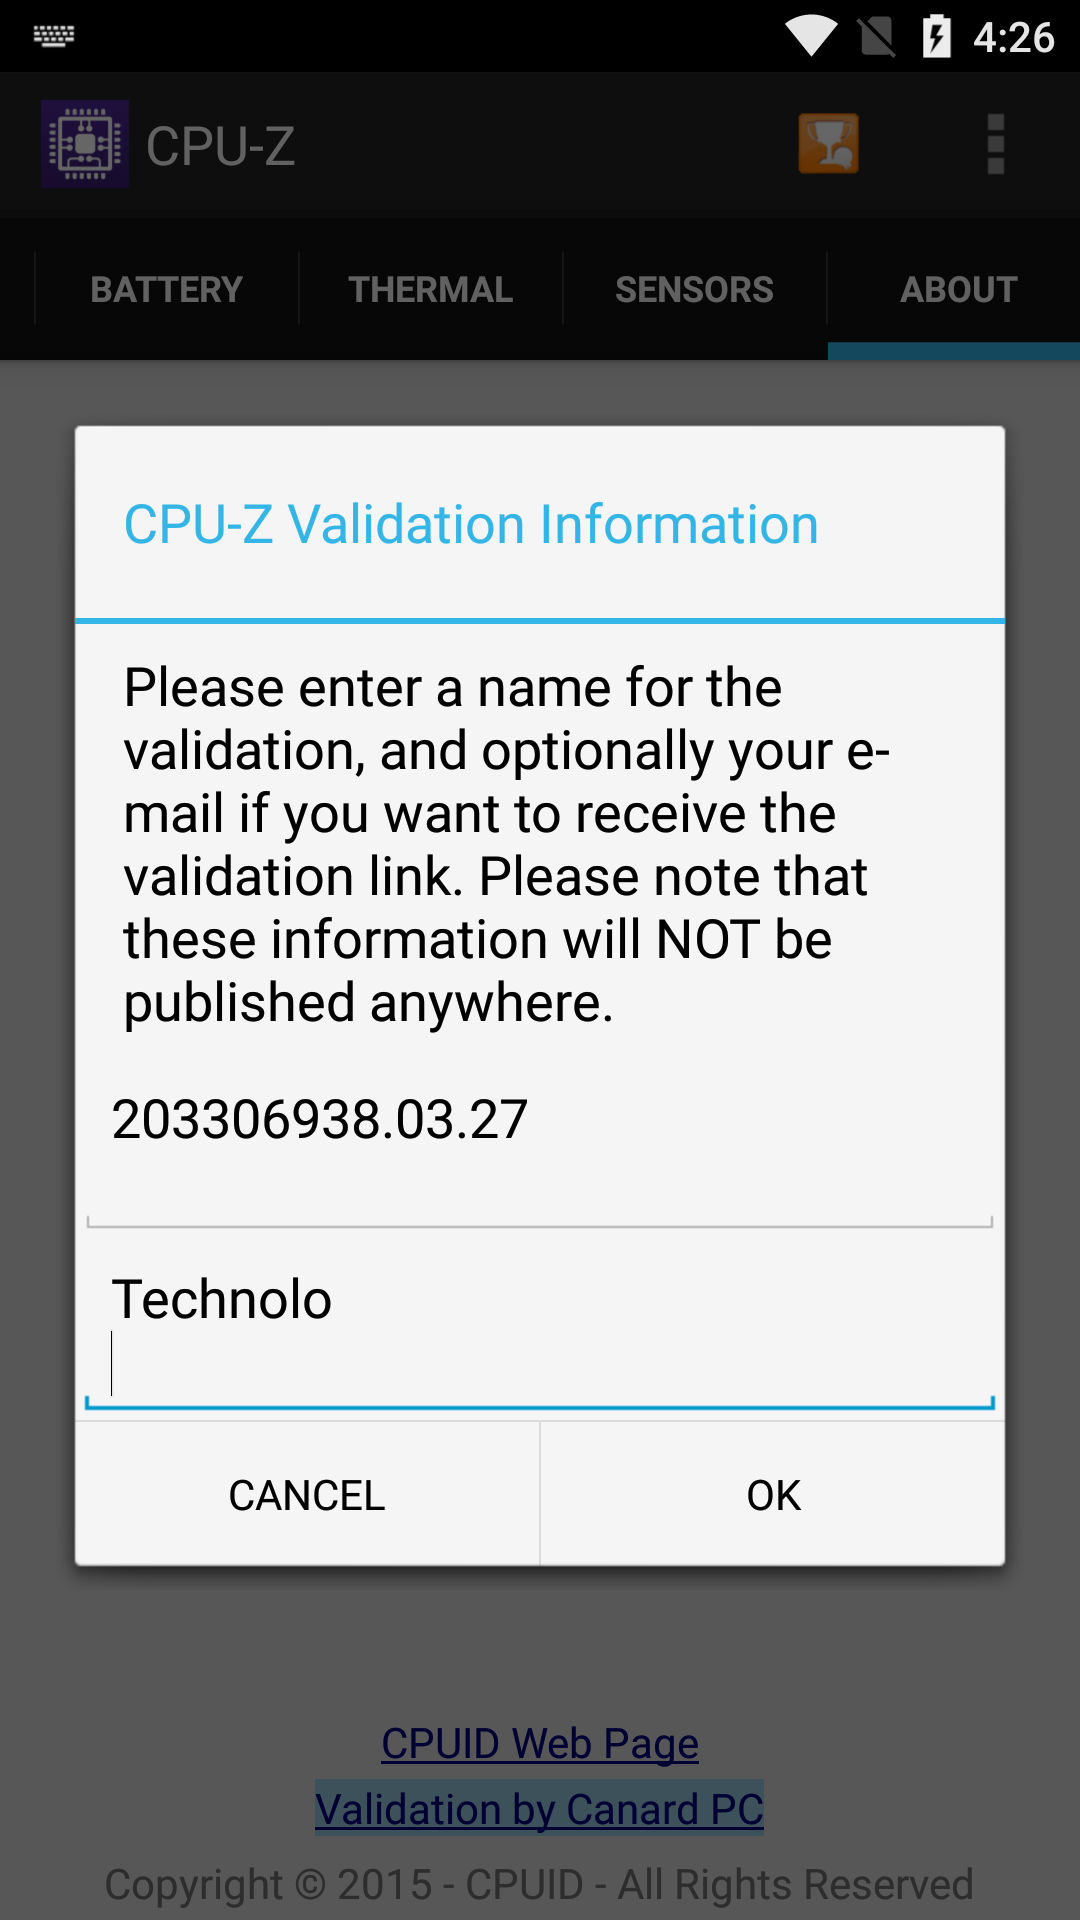 4:26
CPU-Z
BATTERY
THERMAL
SENSORS
ABOUT
CPU-Z Validation Information
Please enter a name for the
validation, and optionally your e-
mail if you want to receive the
validation link. Please note that
these information will NOT be
published anywhere.
203306938.03.27
Technolo
CANCEL
OK
CPUID Web Page
Validation by Canard PC
Copyright © 2015 - CPUID - All Rights Reserved